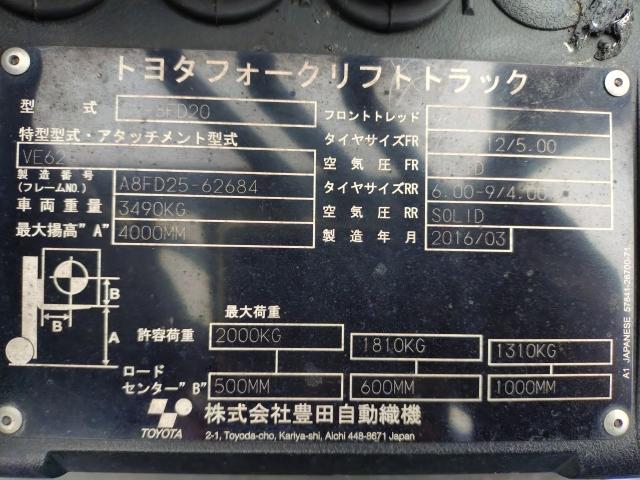 トヨタフォークリフトトラック
型式 8FD20 フロントトレッド
特型型式・アタッチメント型式 タイヤサイズFR 12/5.00
VE62 空気圧FR
製造番号(フレームNO.) A8FD25-62684 タイヤサイズRR 6.00-9/4.00
車両重量 3490KG 空気圧RR SOLID
最大揚高"A" 4000MM 製造年月 2016/03
B
B A
最大荷重
許容荷重 2000KG 1810KG 1310KG
ロードセンター"B" 500MM 600MM 1000MM
TOYOTA 株式会社豊田自動織機
2-1, Toyoda-cho, Kariya-shi, Aichi 448-8671 Japan
A1 JAPANESE 57841-28700-71